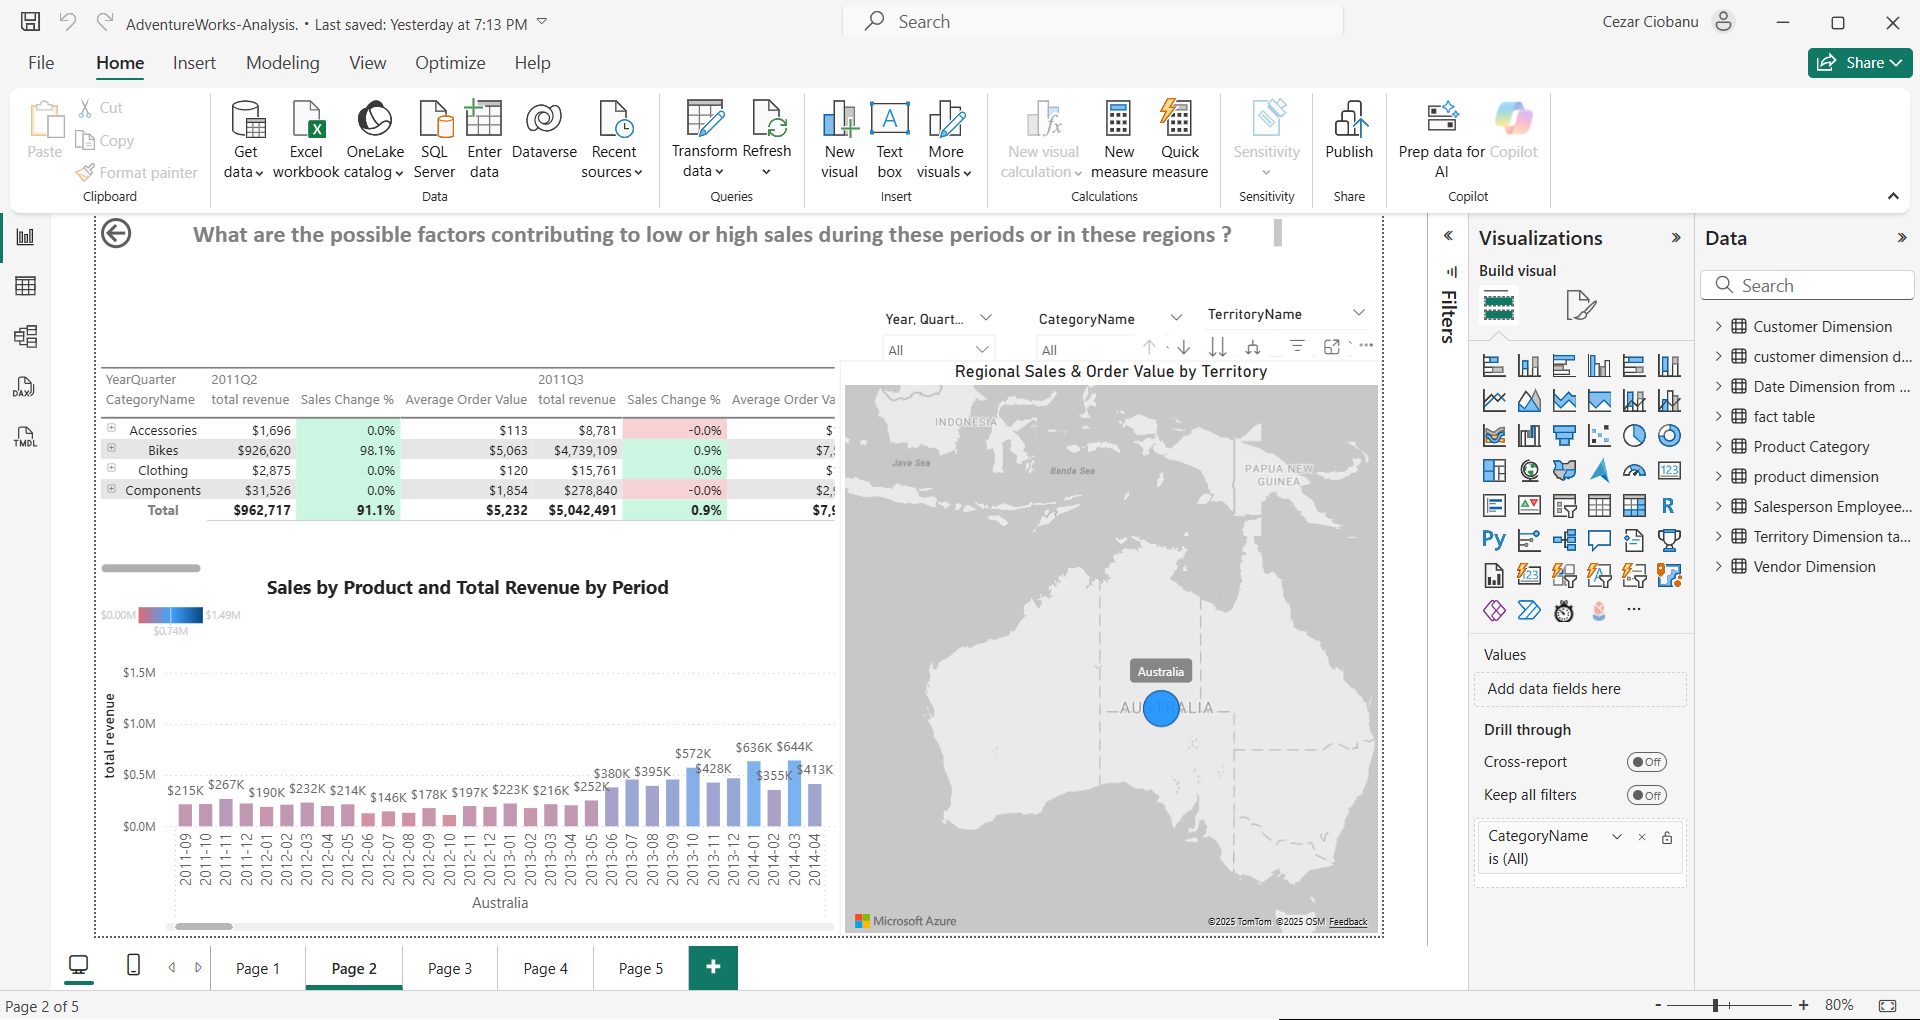 AdventureWorks-Analysis. • Last saved: Yesterday at 7:13 PM
Search
Cezar Ciobanu
File
Home
Insert
Modeling
View
Optimize
Help
Share
Paste
Cut
Copy
Format painter
Clipboard
Get data
Excel workbook
OneLake catalog
SQL Server
Enter data
Dataverse
Recent sources
Data
Transform data
Refresh
Queries
New visual
Text box
More visuals
Insert
New visual calculation
New measure
Quick measure
Calculations
Sensitivity
Sensitivity
Publish
Share
Prep data for AI
Copilot
Copilot
What are the possible factors contributing to low or high sales during these periods or in these regions ?
Year, Quart...
All
CategoryName
All
TerritoryName
YearQuarter 2011Q2 2011Q3
CategoryName total revenue Sales Change % Average Order Value total revenue Sales Change % Average Order Va
Accessories $1,696 0.0% $113 $8,781 -0.0% $'
Bikes $926,620 98.1% $5,063 $4,739,109 0.9% $7,
Clothing $2,875 0.0% $120 $15,761 0.0% $'
Components $31,526 0.0% $1,854 $278,840 -0.0% $2,
Total $962,717 91.1% $5,232 $5,042,491 0.9% $7,9
Sales by Product and Total Revenue by Period
$0.00M $1.49M
$0.74M
total revenue
$1.5M
$1.0M
$0.5M
$0.0M
$215K
$267K
$190K
$232K
$214K
$146K
$178K
$197K
$223K
$216K
$252K
$380K
$395K
$572K
$428K
$636K
$355K
$644K
$413K
2011-09
2011-10
2011-11
2011-12
2012-01
2012-02
2012-03
2012-04
2012-05
2012-06
2012-07
2012-08
2012-09
2012-10
2012-11
2012-12
2013-01
2013-02
2013-03
2013-04
2013-05
2013-06
2013-07
2013-08
2013-09
2013-10
2013-11
2013-12
2014-01
2014-02
2014-03
2014-04
Australia
Regional Sales & Order Value by Territory
INDONESIA
Java Sea
Banda Sea
PAPUA NEW
GUINEA
Australia
AUSTRALIA
Microsoft Azure
©2025 TomTom ©2025 OSM Feedback
Filters
Visualizations
Build visual
Values
Add data fields here
Drill through
Cross-report
Off
Keep all filters
Off
CategoryName
is (All)
Data
Search
Customer Dimension
customer dimension d...
Date Dimension from ...
fact table
Product Category
product dimension
Salesperson Employee...
Territory Dimension ta...
Vendor Dimension
DAX
TMDL
123
R
Py
123
Page 1
Page 2
Page 3
Page 4
Page 5
Page 2 of 5
80%